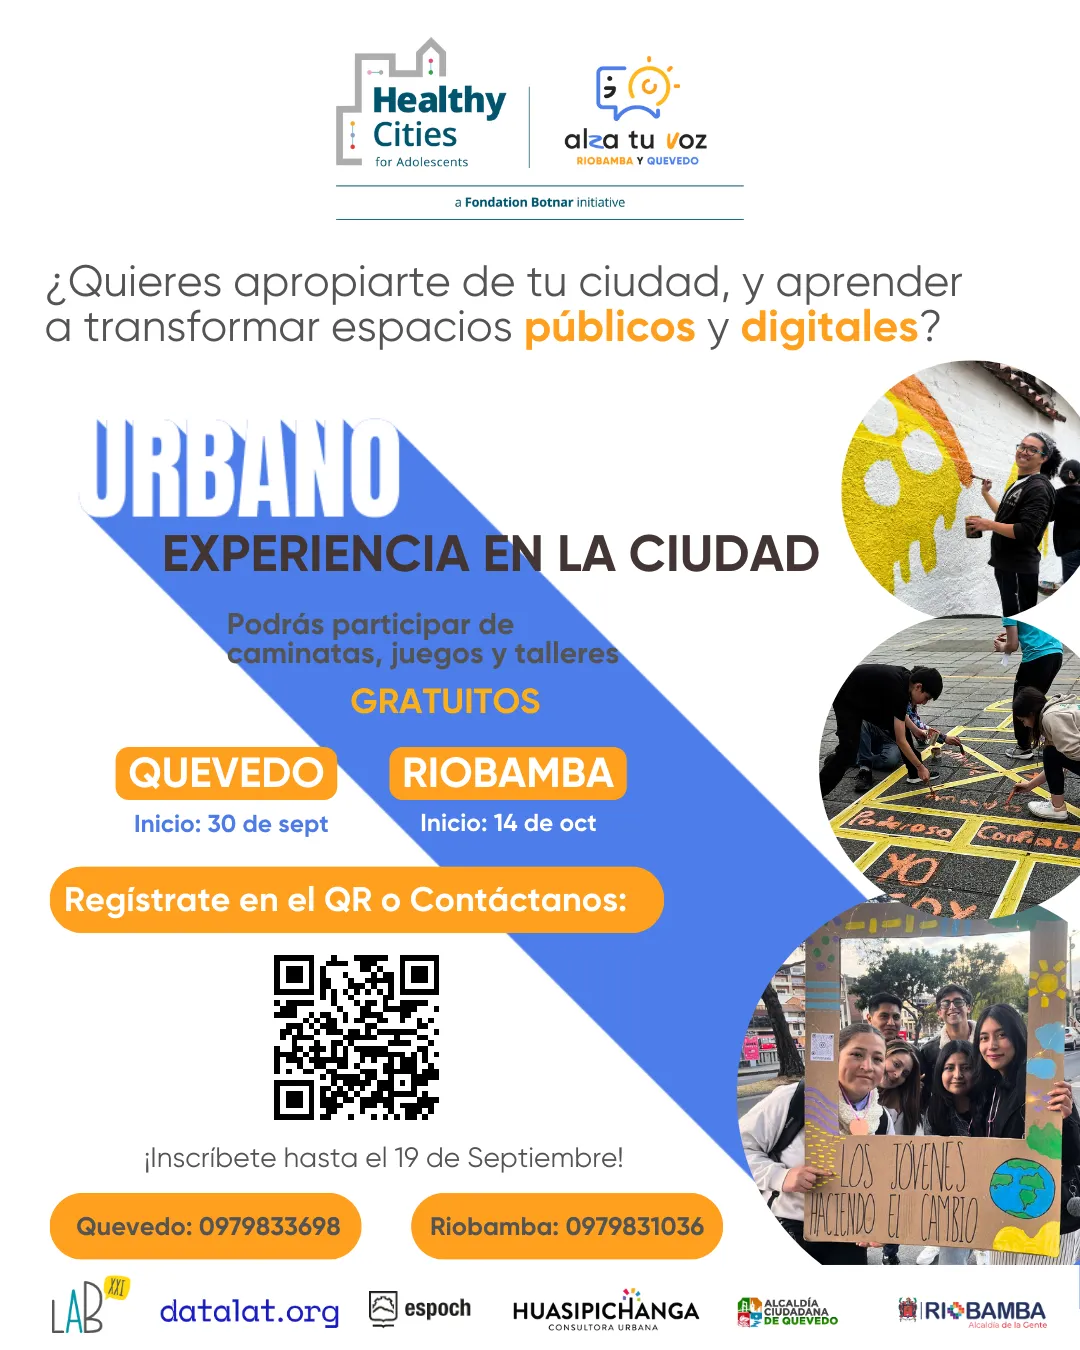 Healthy
Cities
for Adolescents
alza tu voz
RIOBAMBA Y QUEVEDO
a Fondation Botnar initiative
¿Quieres apropiarte de tu ciudad, y aprender
a transformar espacios públicos y digitales?
URBANO
EXPERIENCIA EN LA CIUDAD
Podrás participar de
caminatas, juegos y talleres
GRATUITOS
QUEVEDO
RIOBAMBA
Inicio: 30 de sept
Inicio: 14 de oct
Poderoso
Confiabl
YO
Regístrate en el QR o Contáctanos:
¡Inscríbete hasta el 19 de Septiembre!
LOS JÓVENES
HACIENDO EL CAMBIO
Quevedo: 0979833698
Riobamba: 0979831036
LAB XXI
datalat.org
espoch
HUASIPICHANGA
CONSULTORA URBANA
ALCALDÍA
CIUDADANA
DE QUEVEDO
RIOBAMBA
Alcaldía de la Gente